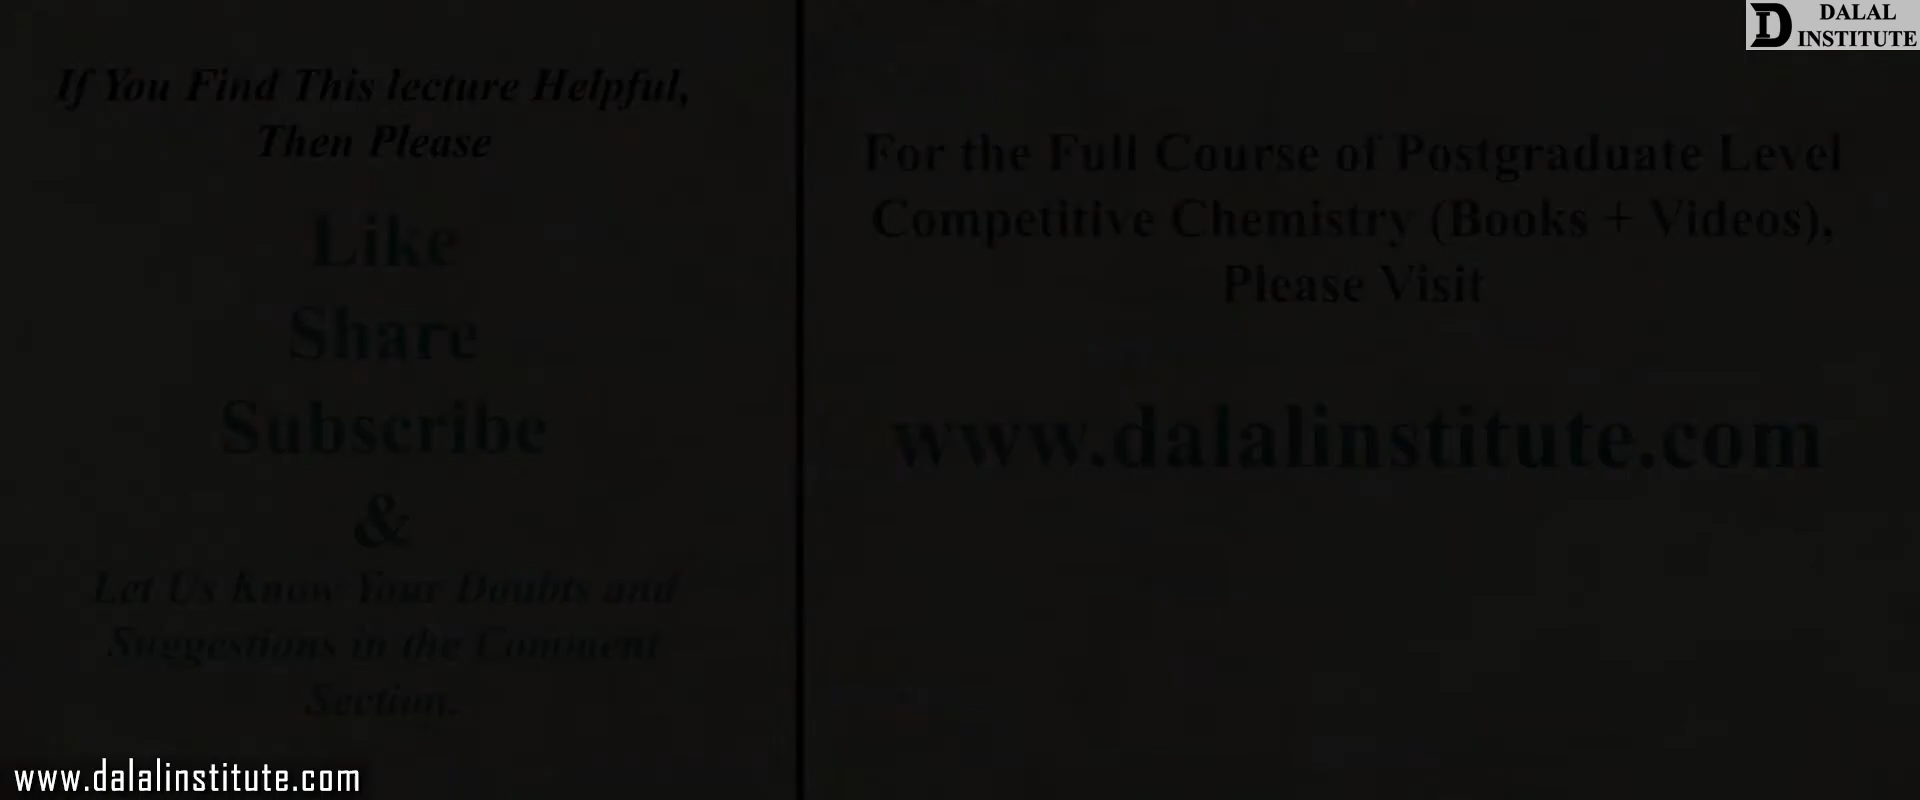 DALAL
INSTITUTE
If You Find This lecture Helpful,
Then Please
Like
Share
Subscribe
&
Let Us Know Your Doubts and
Suggestions in the Comment
Section.
For the Full Course of Postgraduate Level
Competitive Chemistry (Books + Videos),
Please Visit
www.dalalinstitute.com
www.dalalinstitute.com